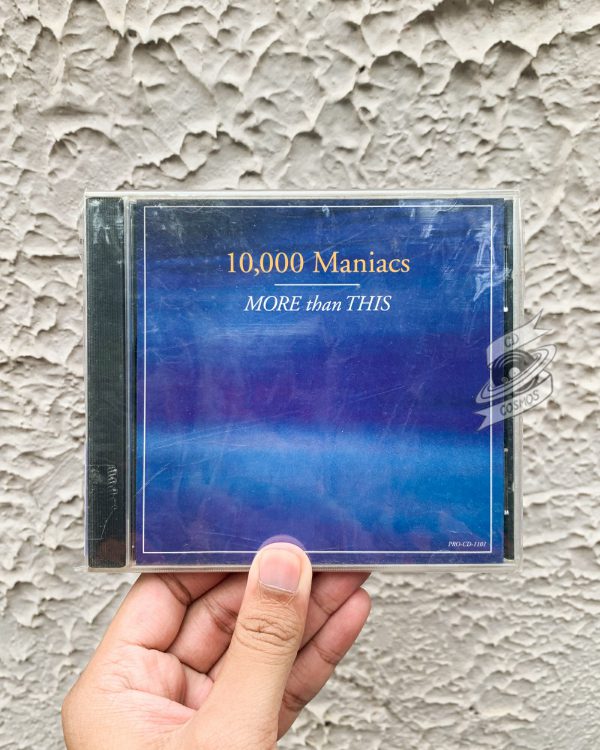 10,000 Maniacs
MORE than THIS
CD
COSMOS
PRO-CD-1101